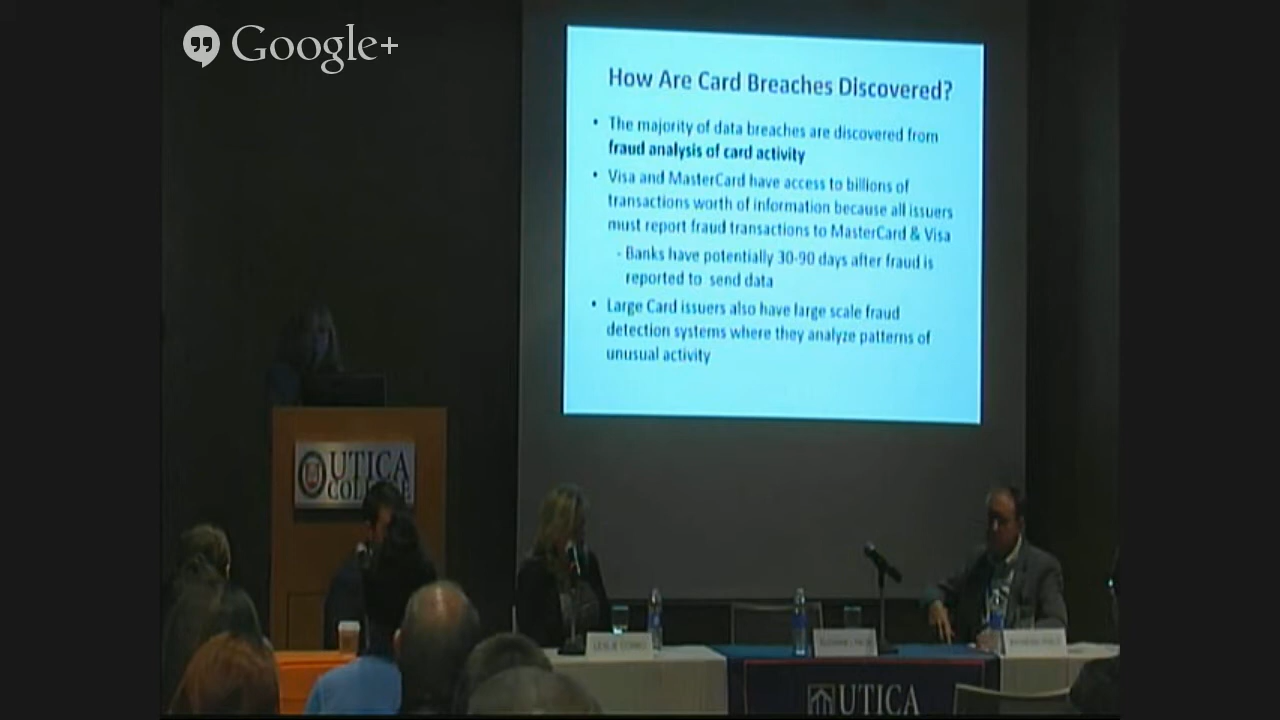 Google+
How Are Card Breaches Discovered?
• The majority of data breaches are discovered from
fraud analysis of card activity
• Visa and MasterCard have access to billions of
transactions worth of information because all issuers
must report fraud transactions to MasterCard & Visa
- Banks have potentially 30-90 days after fraud is
reported to send data
• Large Card issuers also have large scale fraud
detection systems where they analyze patterns of
unusual activity
UTICA
COLLEGE
UTICA